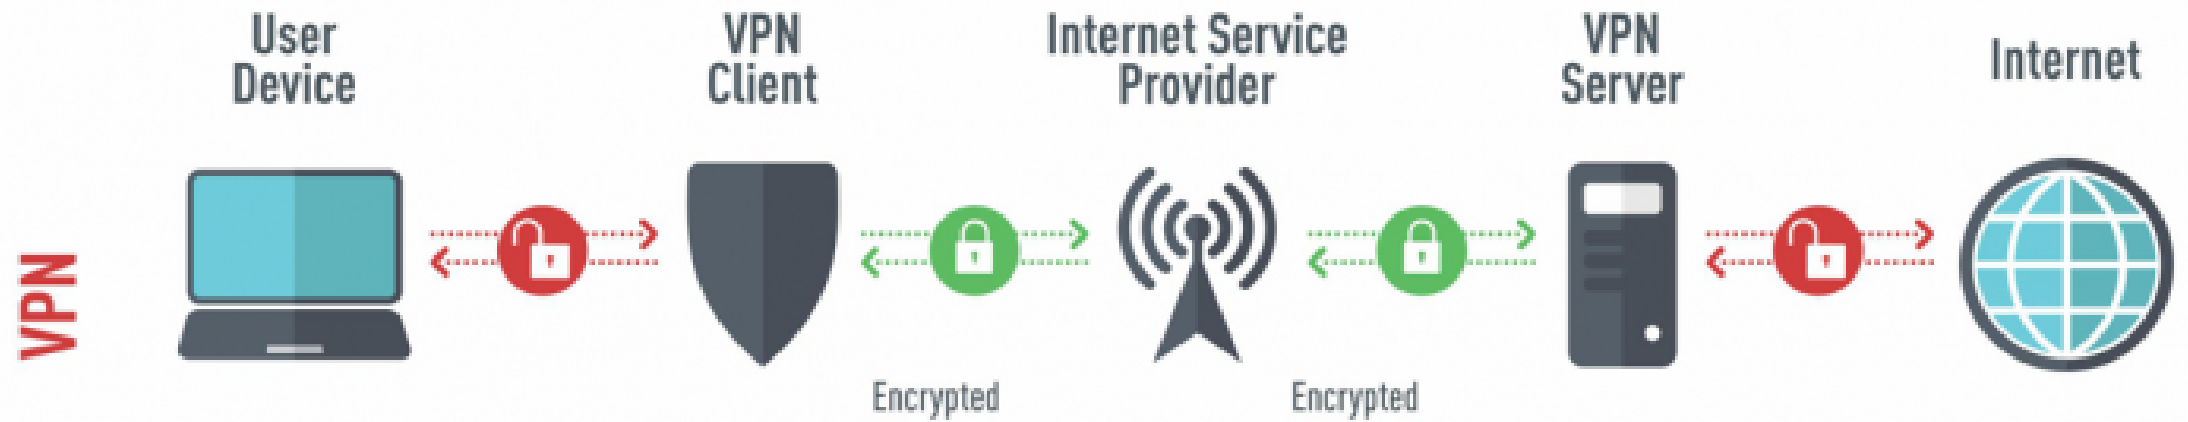 User
Device
VPN
Client
Internet Service
Provider
VPN
Server
Internet
VPN
Encrypted
Encrypted